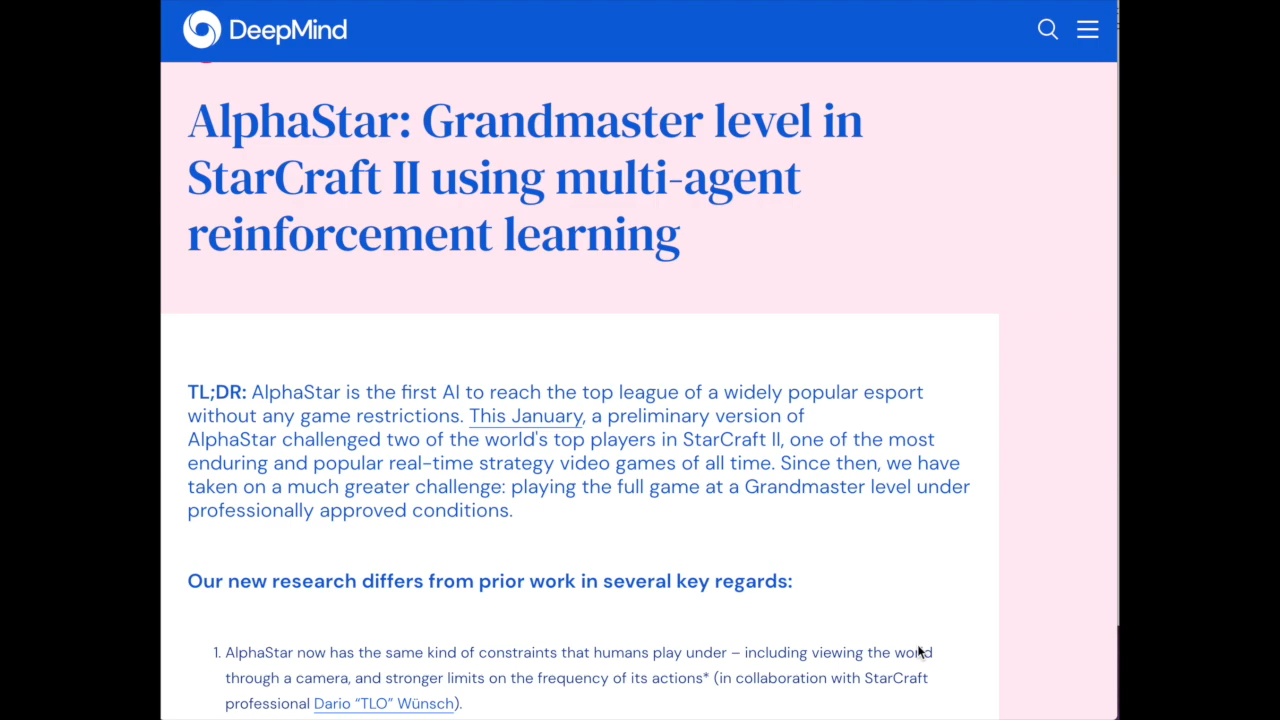 DeepMind
AlphaStar: Grandmaster level in
StarCraft II using multi-agent
reinforcement learning
TL;DR: AlphaStar is the first AI to reach the top league of a widely popular esport
without any game restrictions. This January, a preliminary version of
AlphaStar challenged two of the world's top players in StarCraft II, one of the most
enduring and popular real-time strategy video games of all time. Since then, we have
taken on a much greater challenge: playing the full game at a Grandmaster level under
professionally approved conditions.
Our new research differs from prior work in several key regards:
1. AlphaStar now has the same kind of constraints that humans play under – including viewing the world
through a camera, and stronger limits on the frequency of its actions* (in collaboration with StarCraft
professional Dario “TLO” Wünsch).